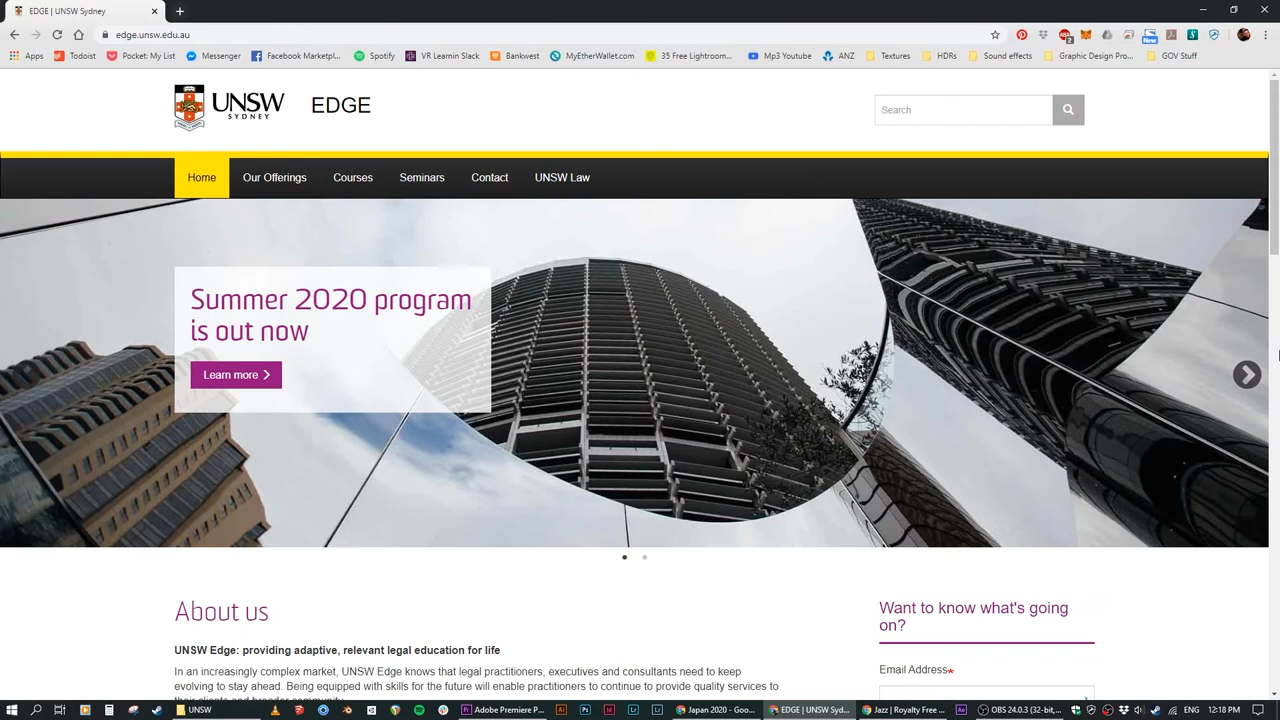 EDGE | UNSW Sydney
edge.unsw.edu.au
Apps Todoist Pocket: My List Messenger Facebook Marketpl... Spotify VR Learnin Slack Bankwest MyEtherWallet.com 35 Free Lightroom... Mp3 Youtube ANZ Textures HDRs Sound effects Graphic Design Pro... GOV Stuff
UNSW
SYDNEY
EDGE
Search
Home Our Offerings Courses Seminars Contact UNSW Law
Summer 2020 program
is out now
Learn more
About us
Want to know what's going
on?
UNSW Edge: providing adaptive, relevant legal education for life
In an increasingly complex market, UNSW Edge knows that legal practitioners, executives and consultants need to keep
evolving to stay ahead. Being equipped with skills for the future will enable practitioners to continue to provide quality services to
Email Address*
UNSW Adobe Premiere P... Japan 2020 - Goo... EDGE | UNSW Syd... Jazz | Royalty Free ... OBS 24.0.3 (32-bit,... ENG 12:18 PM